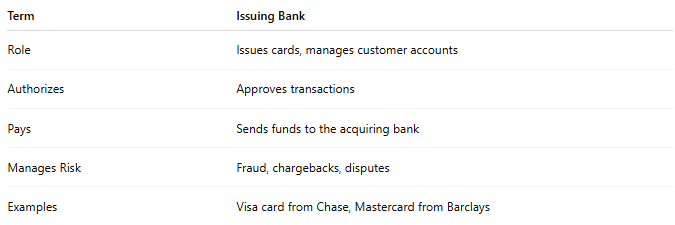 Term Issuing Bank
Role Issues cards, manages customer accounts
Authorizes Approves transactions
Pays Sends funds to the acquiring bank
Manages Risk Fraud, chargebacks, disputes
Examples Visa card from Chase, Mastercard from Barclays